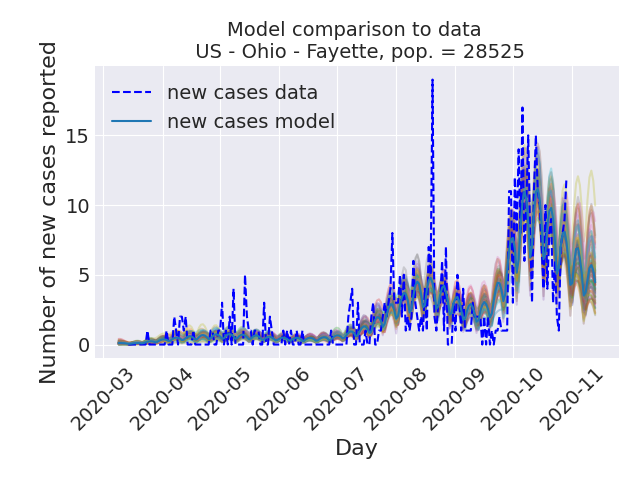 Model comparison to data
US - Ohio - Fayette, pop. = 28525
new cases data
new cases model
Number of new cases reported
15
10
5
0
2020-03
2020-04
2020-05
2020-06
2020-07
2020-08
2020-09
2020-10
2020-11
Day